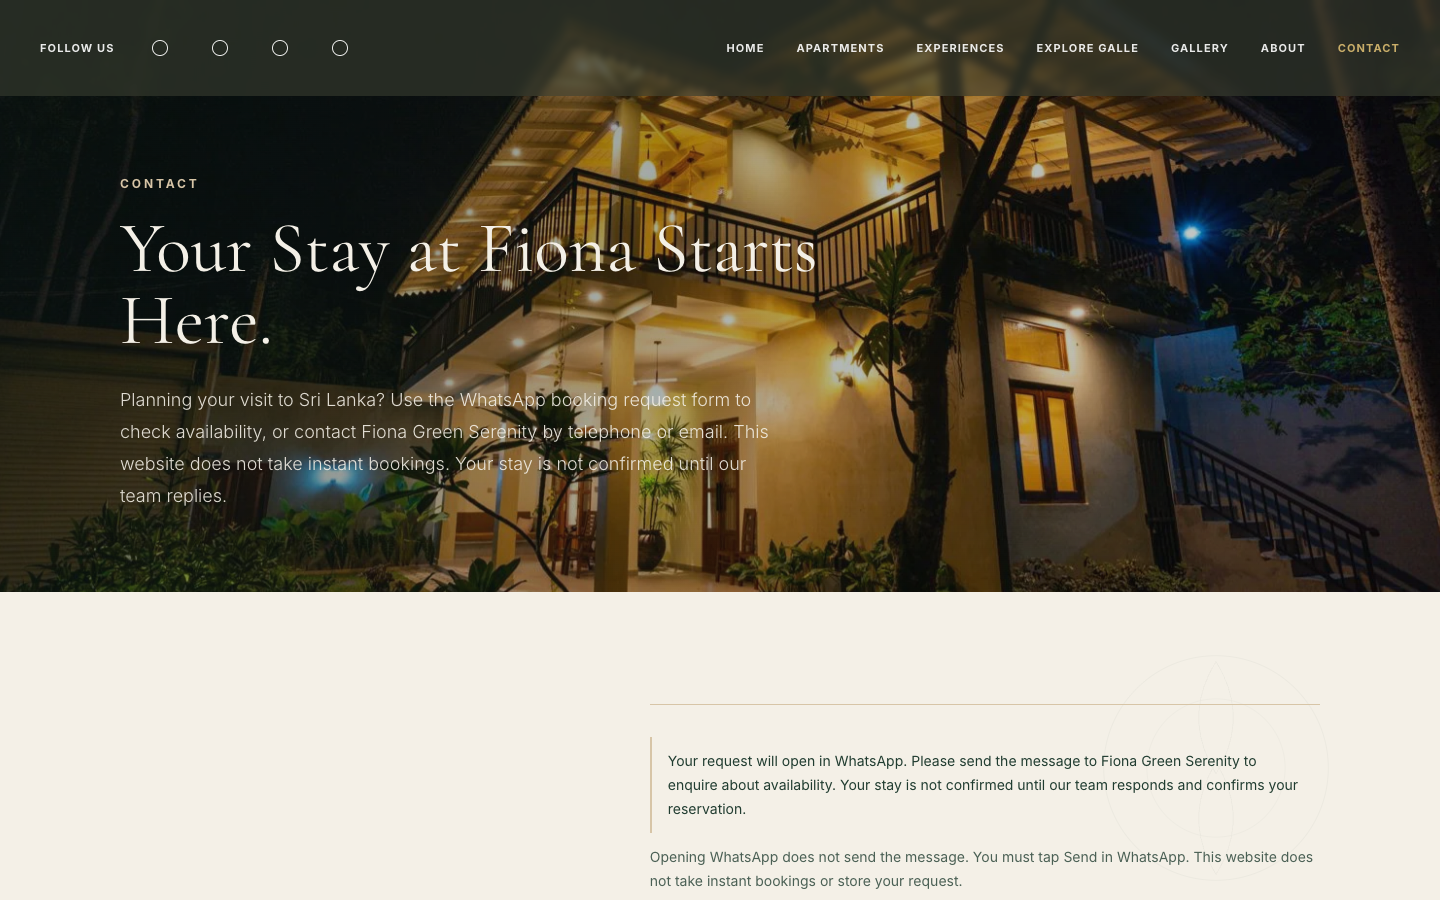 FOLLOW US
HOME APARTMENTS EXPERIENCES EXPLORE GALLE GALLERY ABOUT CONTACT
CONTACT
Your Stay at Fiona Starts
Here.
Planning your visit to Sri Lanka? Use the WhatsApp booking request form to
check availability, or contact Fiona Green Serenity by telephone or email. This
website does not take instant bookings. Your stay is not confirmed until our
team replies.
Your request will open in WhatsApp. Please send the message to Fiona Green Serenity to
enquire about availability. Your stay is not confirmed until our team responds and confirms your
reservation.
Opening WhatsApp does not send the message. You must tap Send in WhatsApp. This website does
not take instant bookings or store your request.